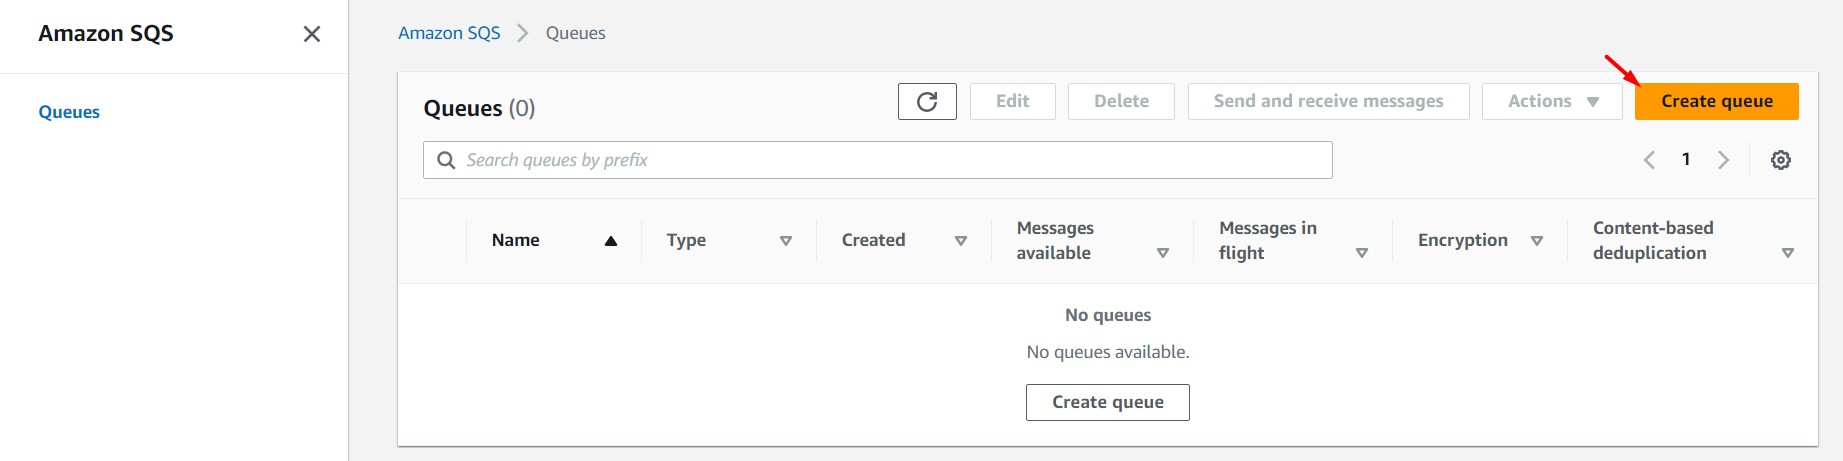 Amazon SQS
Queues
Amazon SQS > Queues
Queues (0)
Edit
Delete
Send and receive messages
Actions
Create queue
Search queues by prefix
1
Name
Type
Created
Messages
available
Messages in
flight
Encryption
Content-based
deduplication
No queues
No queues available.
Create queue